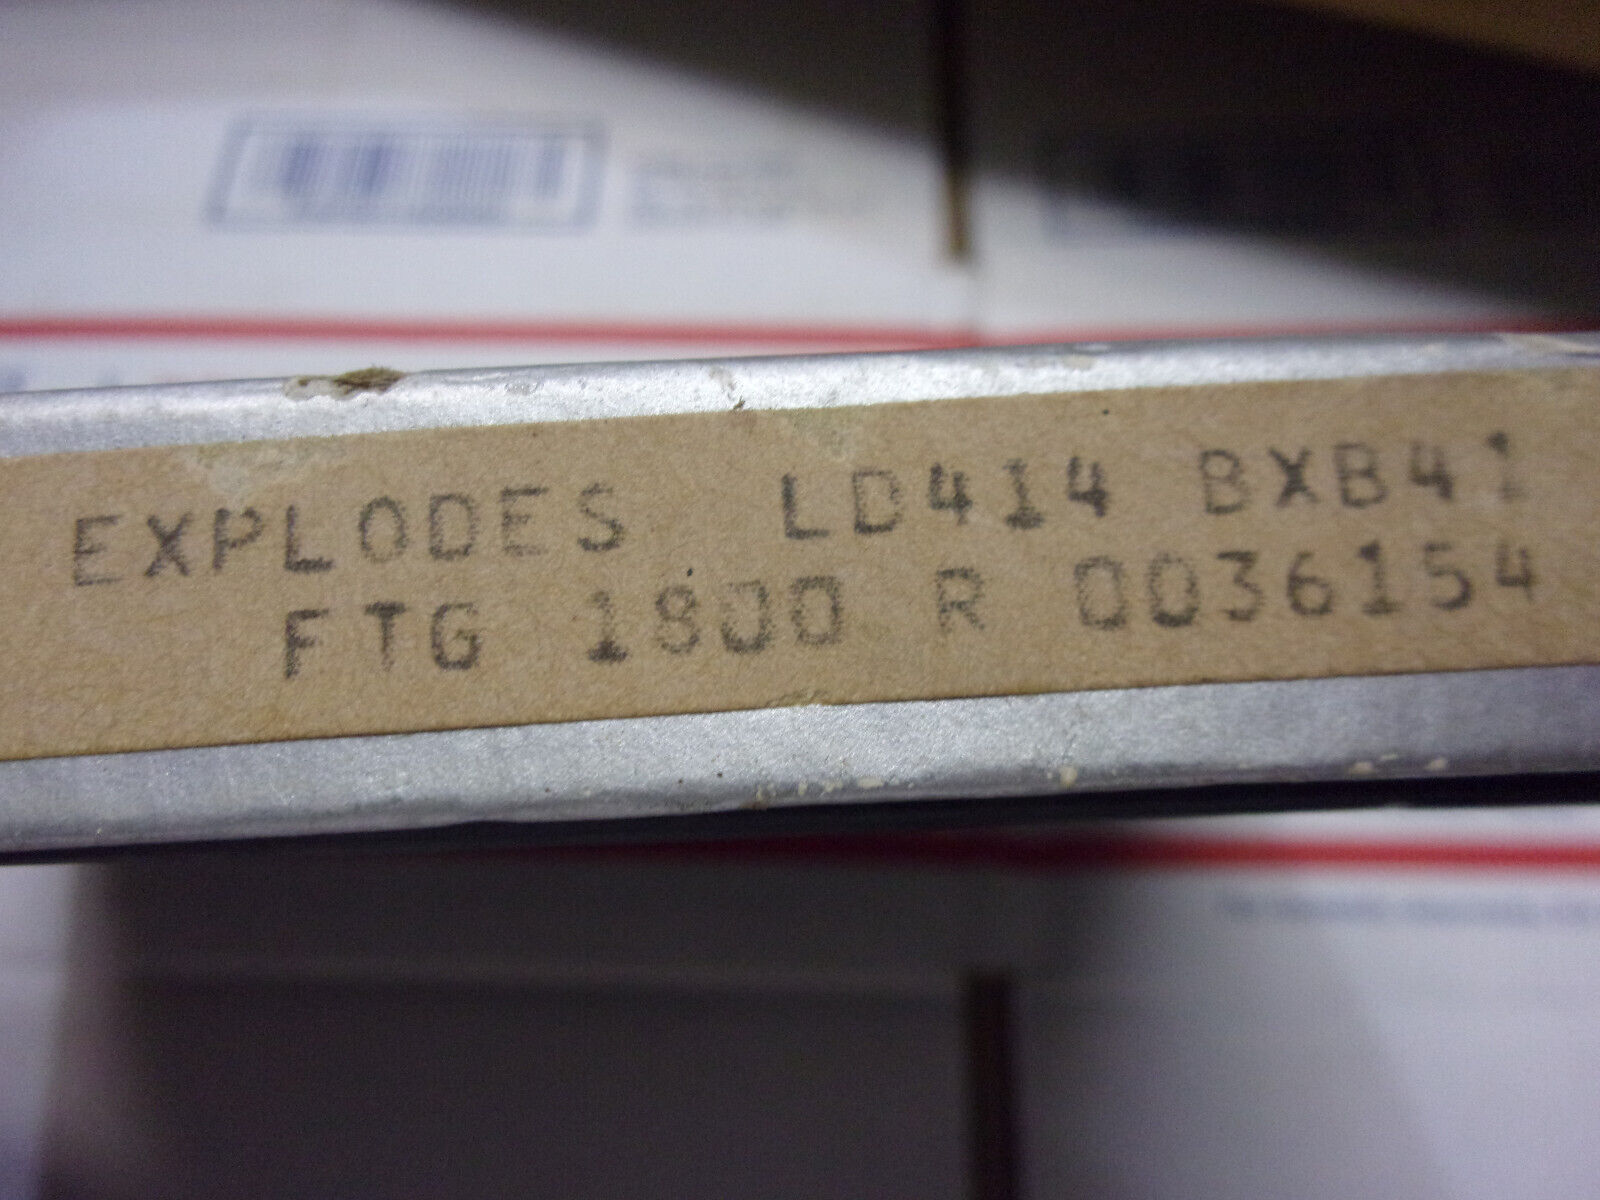 EXPLODES LD414 BXB41
FTG 1800 R 0036154